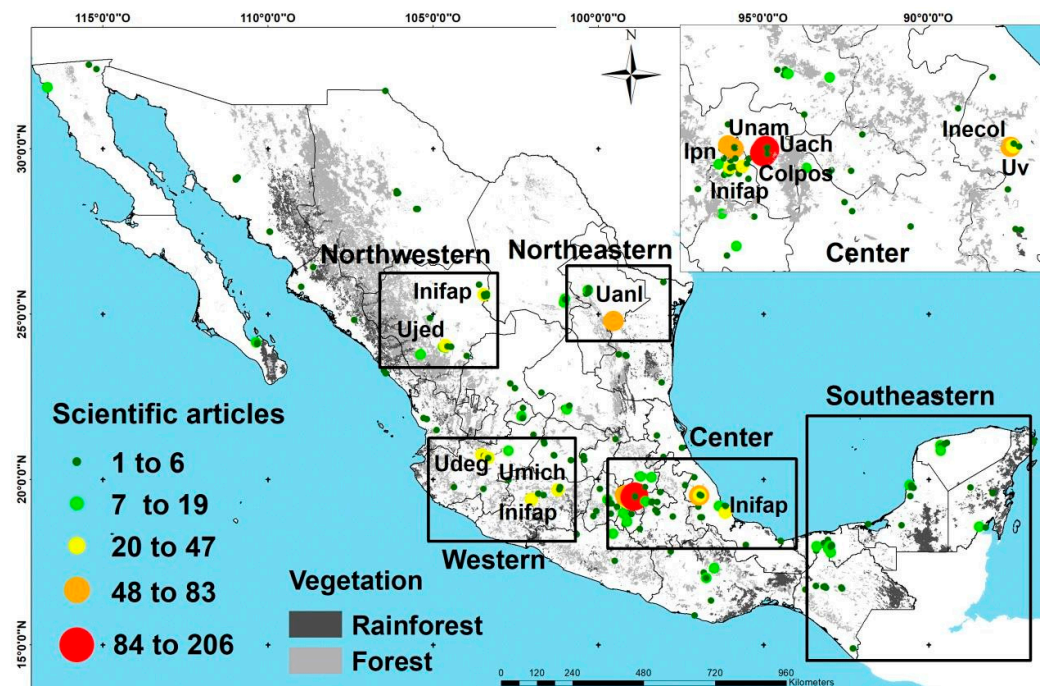 115°0'0"O 110°0'0"O 105°0'0"O 100°0'0"O 95°0'0"O 90°0'0"O
N
30°0'0"N
25°0'0"N
20°0'0"N
15°0'0"N
Unam
Uach
Ipn
Colpos
Inifap
Inecol
Uv
Center
Northwestern
Inifap
Ujed
Northeastern
Uanl
Southeastern
Center
Inifap
Udeg
Umich
Inifap
Western
Scientific articles
1 to 6
7 to 19
20 to 47
48 to 83
84 to 206
Vegetation
Rainforest
Forest
0 60 120 240 480 720 960
Kilometers